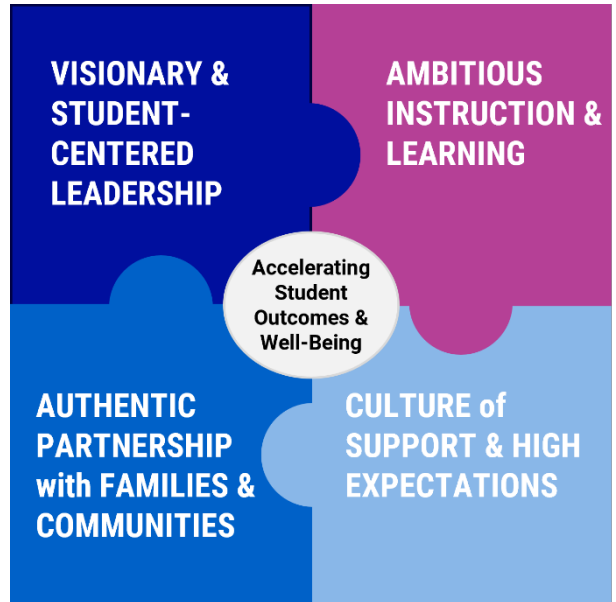 VISIONARY &
STUDENT-
CENTERED
LEADERSHIP
AMBITIOUS
INSTRUCTION &
LEARNING
Accelerating
Student
Outcomes &
Well-Being
AUTHENTIC
PARTNERSHIP
with FAMILIES &
COMMUNITIES
CULTURE of
SUPPORT & HIGH
EXPECTATIONS